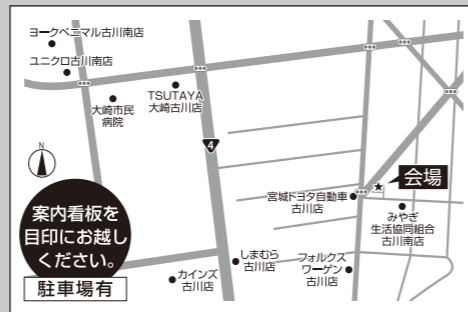 ヨークベニマル古川南店
ユニクロ古川南店
大崎市民
病院
TSUTAYA
大崎古川店
4
N
会場
宮城トヨタ自動車
古川店
みやぎ
生活協同組合
古川南店
案内看板を
目印にお越し
ください。
駐車場有
しまむら
古川店
カインズ
古川店
フォルクス
ワーゲン
古川店